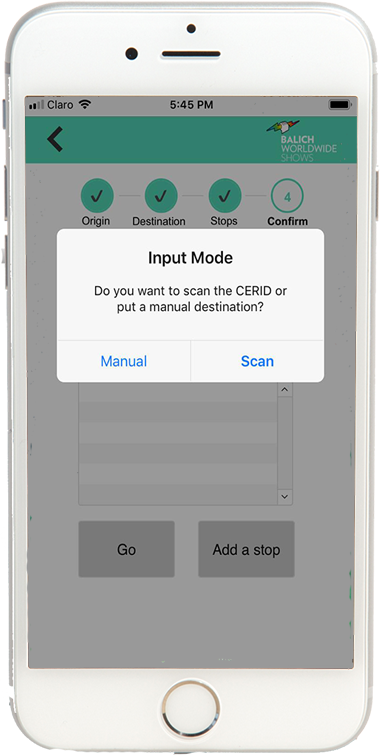 Claro 5:45 PM
BALICH
WORLDWIDE
SHOWS
4
Origin Destination Stops Confirm
Input Mode
Do you want to scan the CERID or
put a manual destination?
Manual Scan
Go Add a stop